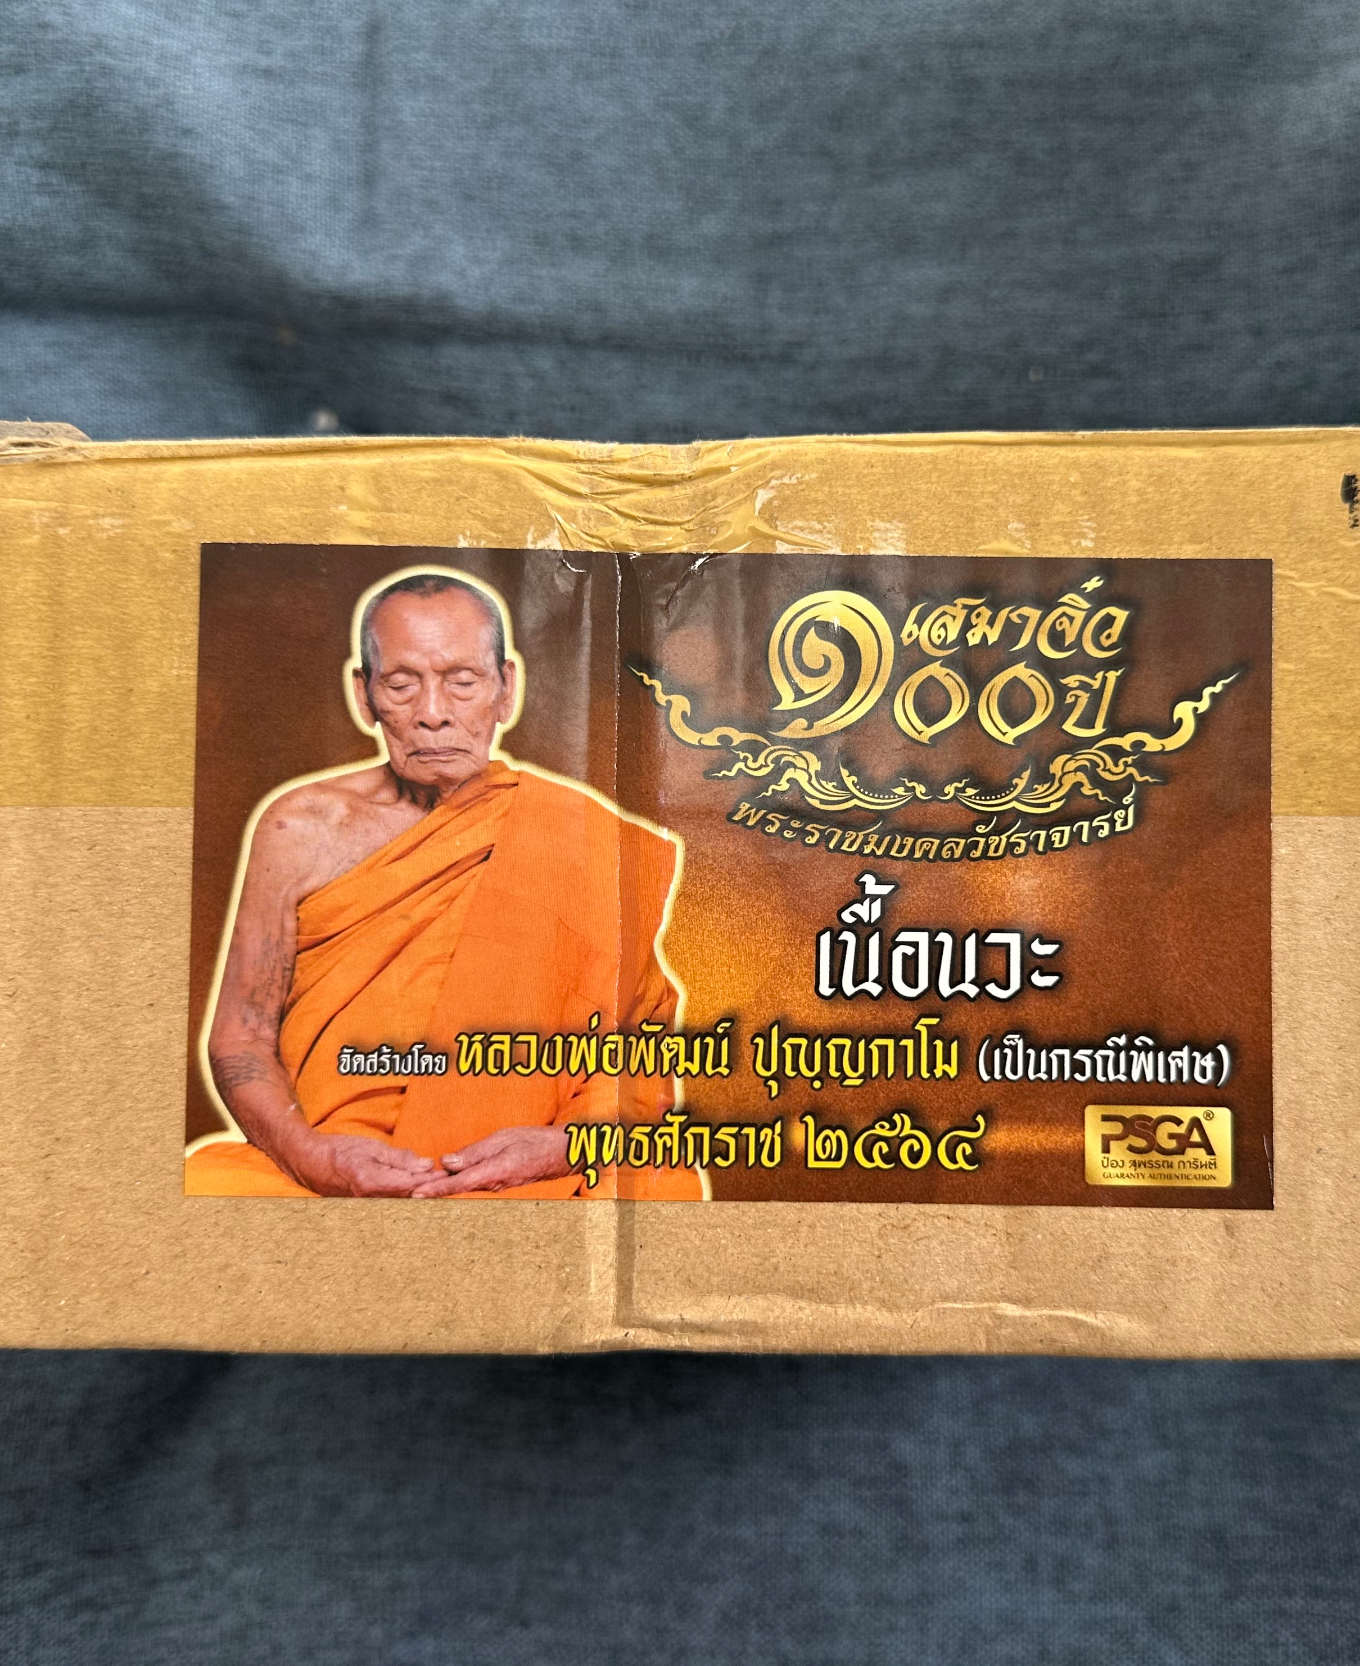 เสมาจิ๋ว
๑๐๐ปี
พระราชมงคลวัชราจารย์
เนื้อนวะ
จัดสร้างโดย หลวงพ่อพัฒน์ ปุญฺญกาโม (เป็นกรณีพิเศษ)
พุทธศักราช ๒๕๖๔
PSGA®
ป๋อง สุพรรณ การันตี
GUARANTY AUTHENTICATION